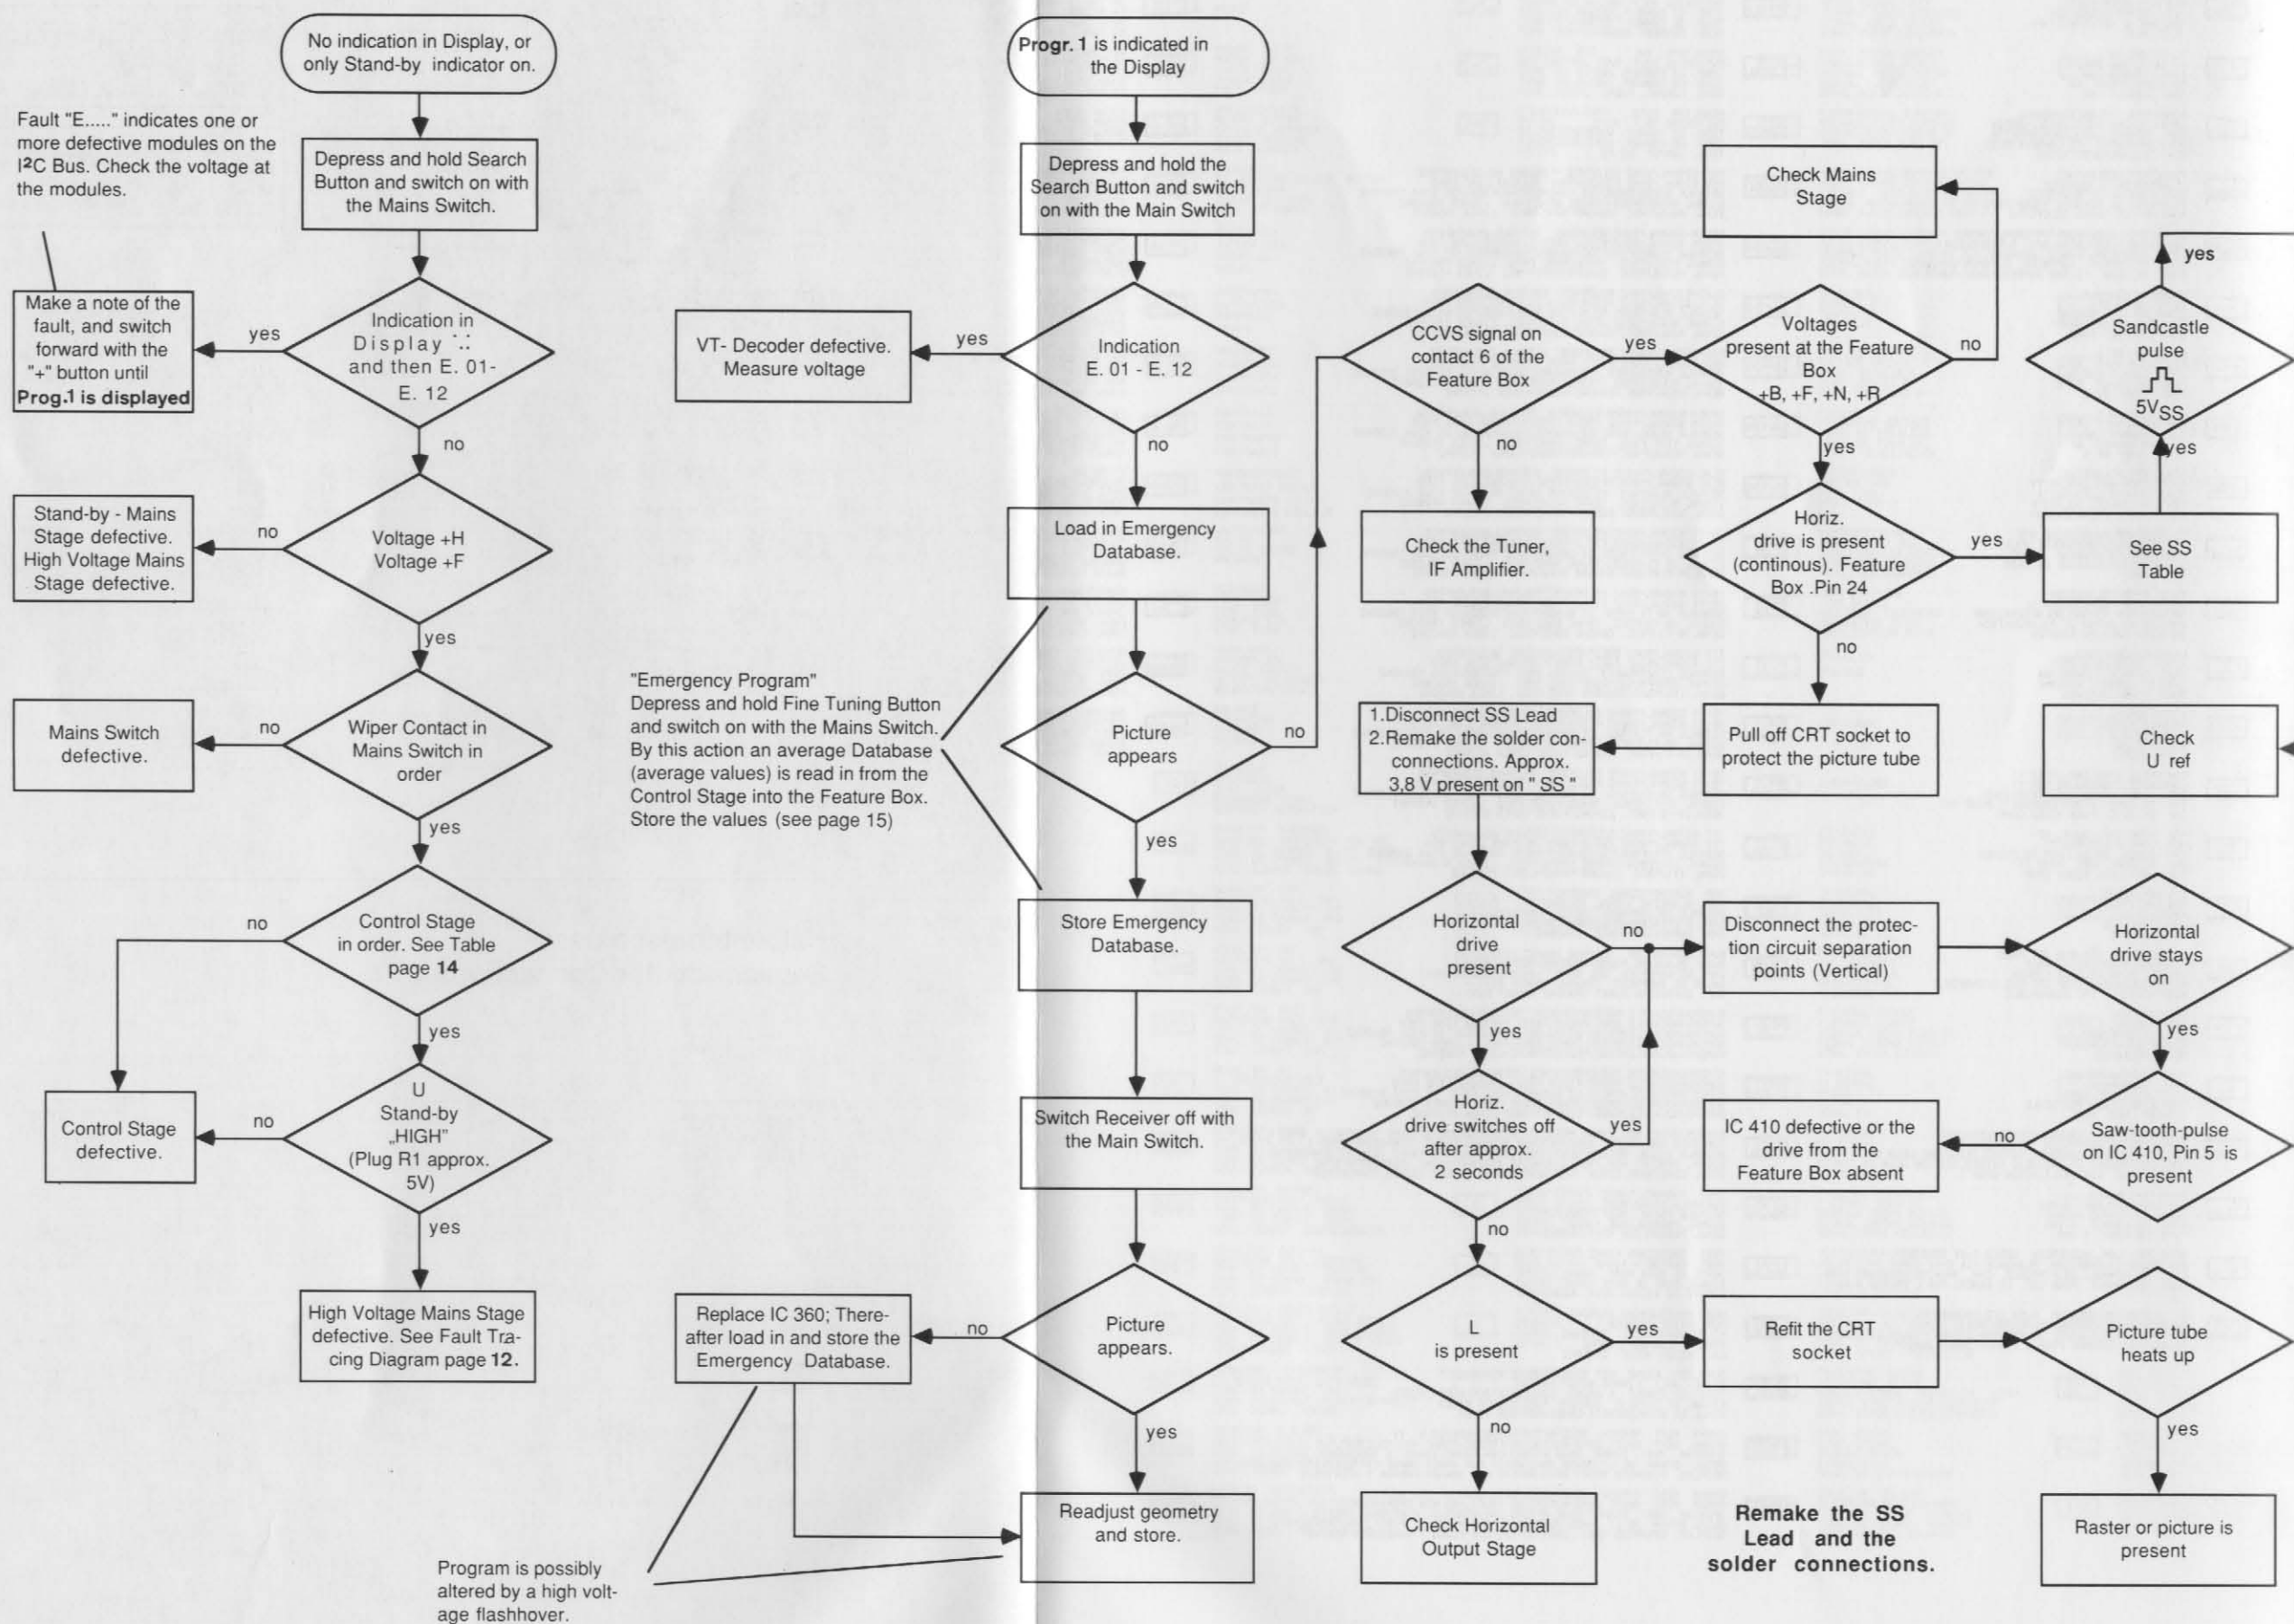 No indication in Display, or
only Stand-by indicator on.
Fault "E....." indicates one or
more defective modules on the
I²C Bus. Check the voltage at
the modules.
Depress and hold Search
Button and switch on with
the Mains Switch.
Make a note of the
fault, and switch
forward with the
"+" button until
Prog.1 is displayed
yes
Indication in
Display
and then E. 01-
E. 12
no
Stand-by - Mains
Stage defective.
High Voltage Mains
Stage defective.
no
Voltage +H
Voltage +F
yes
Mains Switch
defective.
no
Wiper Contact in
Mains Switch in
order
yes
no
Control Stage
in order. See Table
page 14
yes
Control Stage
defective.
no
U
Stand-by
„HIGH"
(Plug R1 approx.
5V)
yes
High Voltage Mains Stage
defective. See Fault Tra-
cing Diagram page 12.
Progr. 1 is indicated in
the Display
Depress and hold the
Search Button and switch
on with the Main Switch
VT- Decoder defective.
Measure voltage
yes
Indication
E. 01 - E. 12
no
Load in Emergency
Database.
"Emergency Program"
Depress and hold Fine Tuning Button
and switch on with the Mains Switch.
By this action an average Database
(average values) is read in from the
Control Stage into the Feature Box.
Store the values (see page 15)
Picture
appears
no
yes
Store Emergency
Database.
Switch Receiver off with
the Main Switch.
Replace IC 360; There-
after load in and store the
Emergency Database.
no
Picture
appears.
yes
Readjust geometry
and store.
Program is possibly
altered by a high volt-
age flashhover.
CCVS signal on
contact 6 of the
Feature Box
yes
no
Check the Tuner,
IF Amplifier.
Check Mains
Stage
Voltages
present at the Feature
Box
+B, +F, +N, +R
no
yes
Horiz.
drive is present
(continous). Feature
Box .Pin 24
yes
no
See SS
Table
yes
Sandcastle
pulse
5VSS
yes
1.Disconnect SS Lead
2.Remake the solder con-
connections. Approx.
3,8 V present on " SS "
Pull off CRT socket to
protect the picture tube
Check
U ref
Horizontal
drive
present
no
yes
Disconnect the protec-
tion circuit separation
points (Vertical)
Horizontal
drive stays
on
yes
Horiz.
drive switches off
after approx.
2 seconds
yes
no
IC 410 defective or the
drive from the
Feature Box absent
no
Saw-tooth-pulse
on IC 410, Pin 5 is
present
L
is present
yes
no
Refit the CRT
socket
Picture tube
heats up
yes
Check Horizontal
Output Stage
Remake the SS
Lead and the
solder connections.
Raster or picture is
present